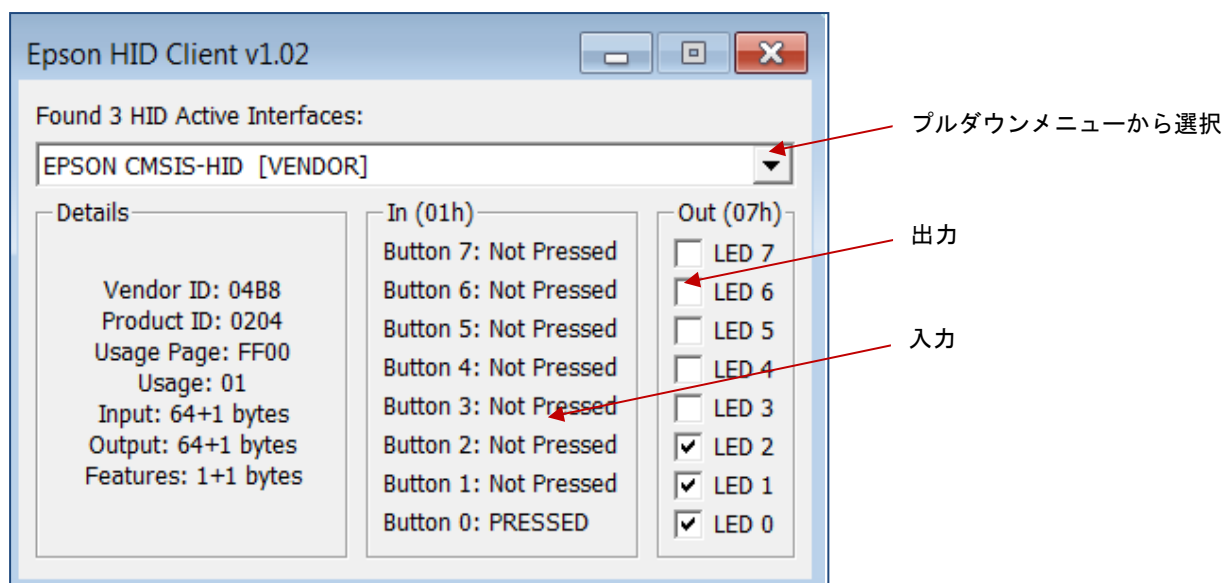 Epson HID Client v1.02
Found 3 HID Active Interfaces:
EPSON CMSIS-HID [VENDOR]
プルダウンメニューから選択
Details
Vendor ID: 04B8
Product ID: 0204
Usage Page: FF00
Usage: 01
Input: 64+1 bytes
Output: 64+1 bytes
Features: 1+1 bytes
In (01h)
Button 7: Not Pressed
Button 6: Not Pressed
Button 5: Not Pressed
Button 4: Not Pressed
Button 3: Not Pressed
Button 2: Not Pressed
Button 1: Not Pressed
Button 0: PRESSED
Out (07h)
LED 7
LED 6
LED 5
LED 4
LED 3
LED 2
LED 1
LED 0
出力
入力